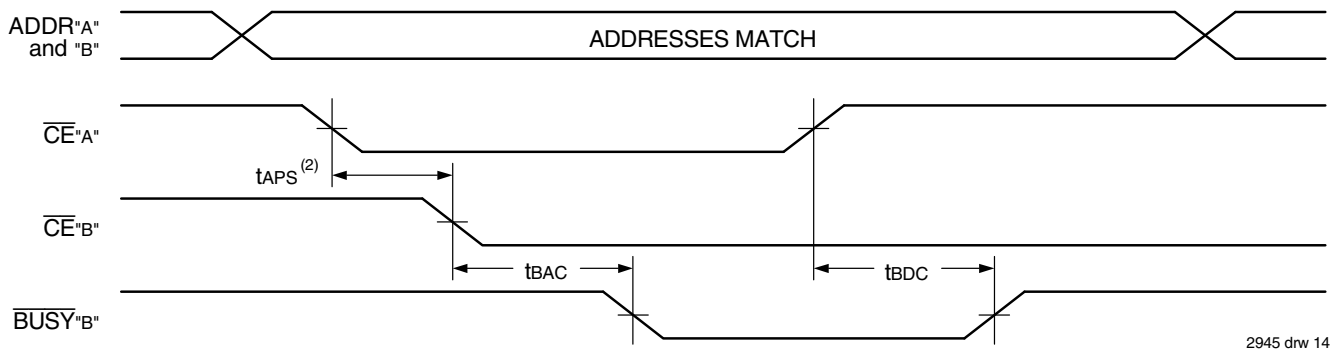 ADDR"A"
and "B"
ADDRESSES MATCH
CE"A"
tAPS (2)
CE"B"
tBAC
tBDC
BUSY"B"
2945 drw 14